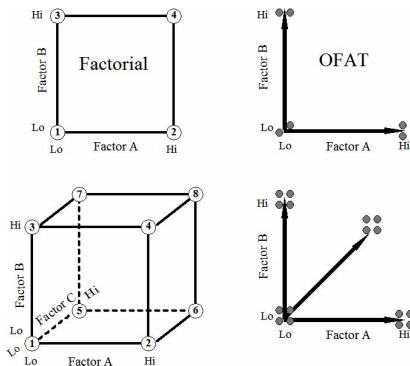 Hi
3
4
Factor B
Factorial
Lo
1
2
Lo
Factor A
Hi
Hi
Factor B
OFAT
Lo
Lo
Factor A
Hi
7
8
Hi
3
4
Factor B
Factor C
Hi
5
6
Lo
Lo
1
2
Lo
Factor A
Hi
Hi
Factor B
Lo
Lo
Factor A
Hi